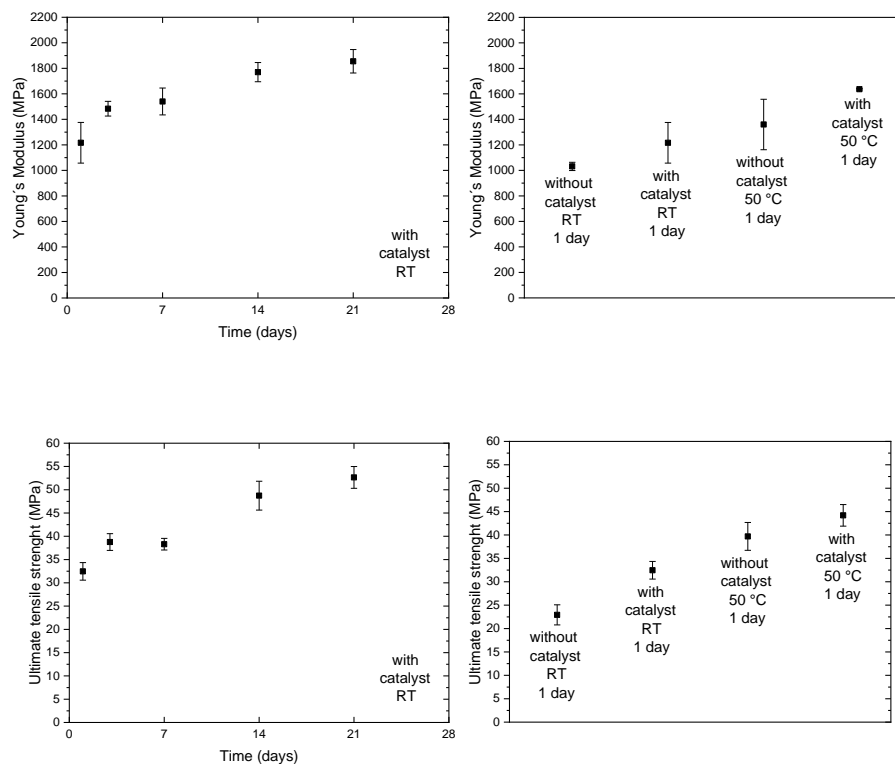 2200
2000
1800
1600
1400
1200
1000
800
600
400
200
0
Young´s Modulus (MPa)
with
catalyst
RT
0 7 14 21 28
Time (days)
2200
2000
1800
1600
1400
1200
1000
800
600
400
200
0
Young´s Modulus (MPa)
without
catalyst
RT
1 day
with
catalyst
RT
1 day
without
catalyst
50 °C
1 day
with
catalyst
50 °C
1 day
60
55
50
45
40
35
30
25
20
15
10
5
0
Ultimate tensile strenght (MPa)
with
catalyst
RT
0 7 14 21 28
Time (days)
60
55
50
45
40
35
30
25
20
15
10
5
0
Ultimate tensile strenght (MPa)
without
catalyst
RT
1 day
with
catalyst
RT
1 day
without
catalyst
50 °C
1 day
with
catalyst
50 °C
1 day